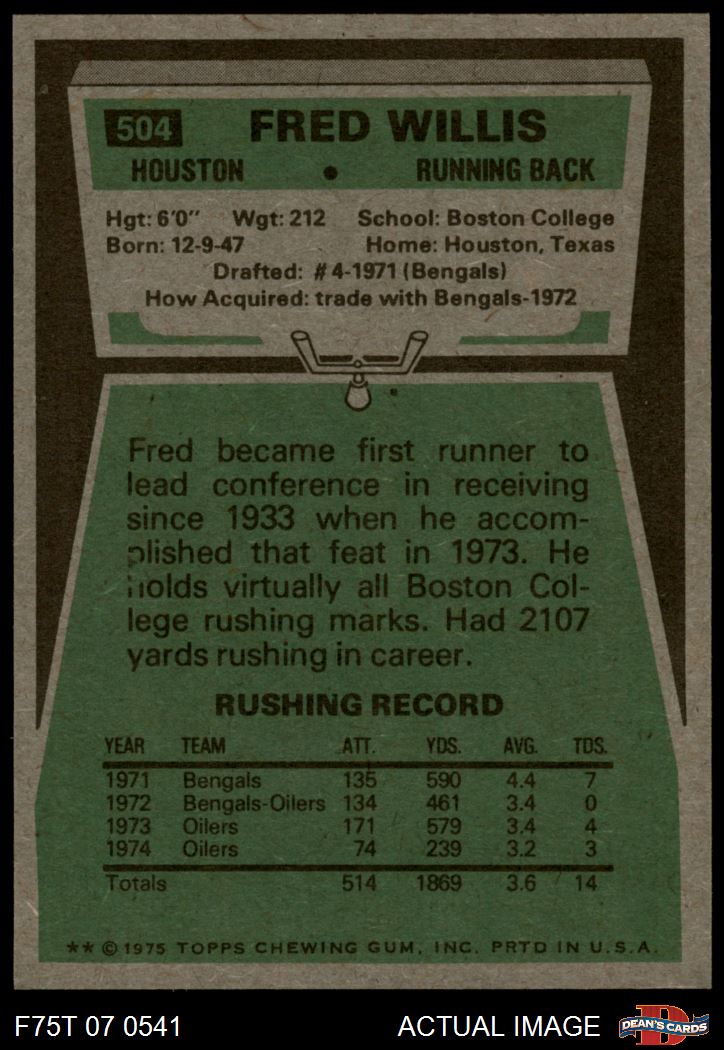 504 FRED WILLIS
HOUSTON • RUNNING BACK
Hgt: 6'0" Wgt: 212 School: Boston College
Born: 12-9-47 Home: Houston, Texas
Drafted: #4-1971 (Bengals)
How Acquired: trade with Bengals-1972
Fred became first runner to
lead conference in receiving
since 1933 when he accom-
plished that feat in 1973. He
holds virtually all Boston Col-
lege rushing marks. Had 2107
yards rushing in career.
RUSHING RECORD
YEAR TEAM ATT. YDS. AVG. TDS.
1971 Bengals 135 590 4.4 7
1972 Bengals-Oilers 134 461 3.4 0
1973 Oilers 171 579 3.4 4
1974 Oilers 74 239 3.2 3
Totals 514 1869 3.6 14
** © 1975 TOPPS CHEWING GUM, INC. PRTD IN U.S.A.
F75T 07 0541 ACTUAL IMAGE D DEAN'S CARDS